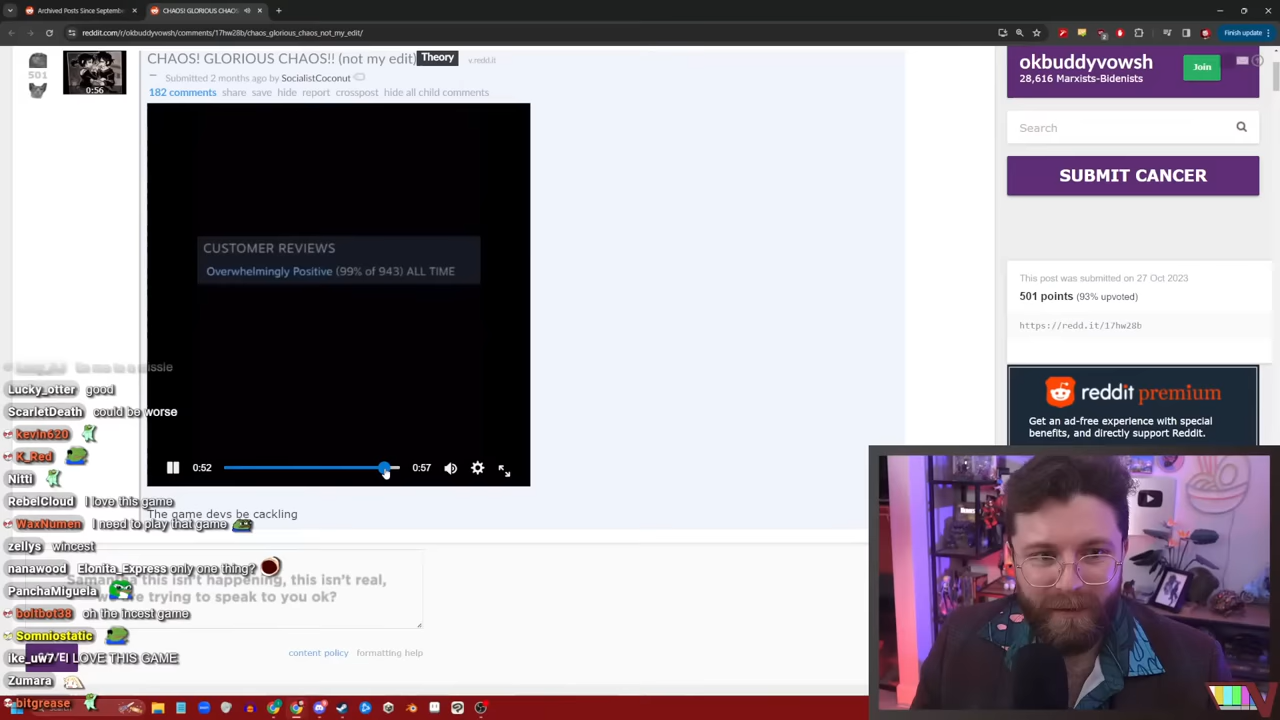 Archived Posts Since Septembe
CHAOS! GLORIOUS CHAOS
reddit.com/r/okbuddyvowsh/comments/17hw28b/chaos_glorious_chaos_not_my_edit/
Finish update
501
0:56
CHAOS! GLORIOUS CHAOS!! (not my edit) Theory v.redd.it
Submitted 2 months ago by SocialistCoconut
182 comments share save hide report crosspost hide all child comments
CUSTOMER REVIEWS
Overwhelmingly Positive (99% of 943) ALL TIME
0:52
0:57
The game devs be cackling
Samantha this isn't happening, this isn't real,
are trying to speak to you ok?
content policy formatting help
Lucky_otter good
ScarletDeath could be worse
kevin620
K_Red
Nitti
RebelCloud I love this game
WaxNumen I need to play that game
zellys wincest
nanawood Elonita_Express only one thing?
PanchaMiguela
boltbot38 oh the incest game
Somniostatic
ike_uw7 I LOVE THIS GAME
Zumara
bitgrease
okbuddyvowsh
28,616 Marxists-Bidenists
Join
Search
SUBMIT CANCER
This post was submitted on 27 Oct 2023
501 points (93% upvoted)
https://redd.it/17hw28b
reddit premium
Get an ad-free experience with special
benefits, and directly support Reddit.